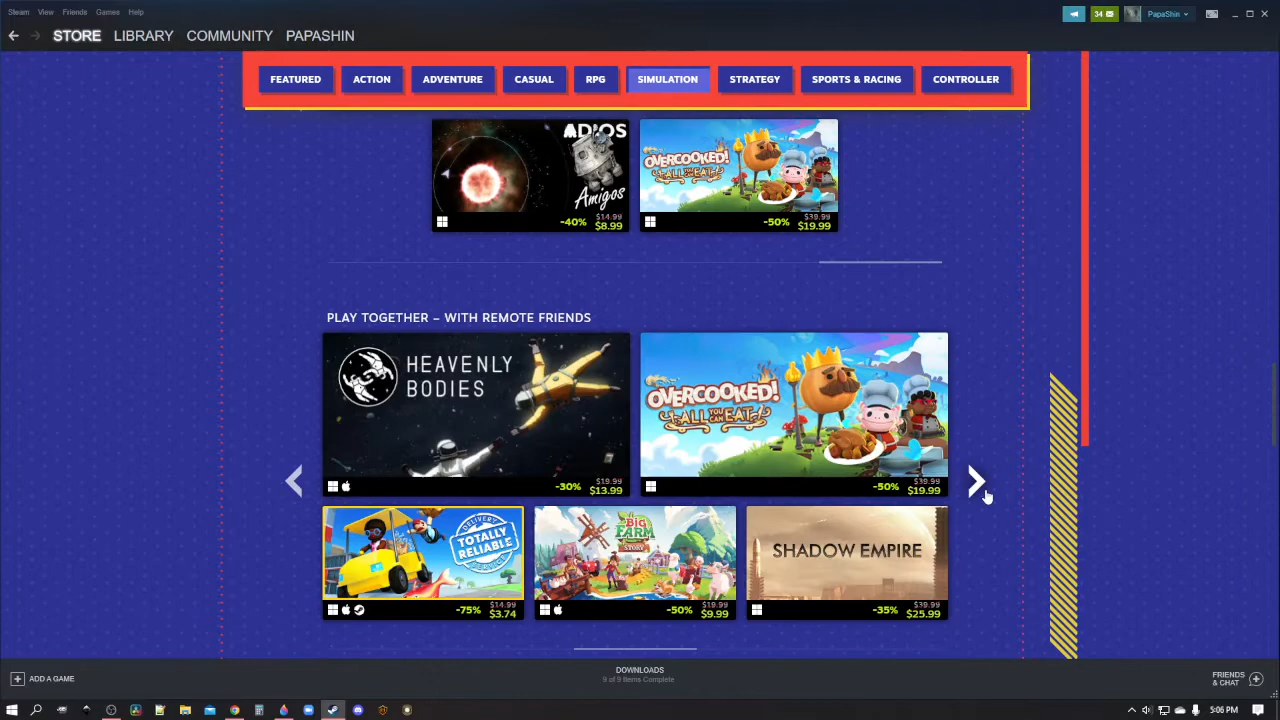 Steam View Friends Games Help
34 PapaShin
STORE LIBRARY COMMUNITY PAPASHIN
FEATURED ACTION ADVENTURE CASUAL RPG SIMULATION STRATEGY SPORTS & RACING CONTROLLER
ADIOS
Amigos
-40% $14.99 $8.99
OVERCOOKED!
ALL YOU CAN EAT
-50% $39.99 $19.99
PLAY TOGETHER – WITH REMOTE FRIENDS
HEAVENLY
BODIES
-30% $19.99 $13.99
OVERCOOKED!
ALL YOU CAN EAT
-50% $39.99 $19.99
TOTALLY
RELIABLE
DELIVERY
SERVICE
-75% $14.99 $3.74
BIG
FARM
STORY
-50% $19.99 $9.99
SHADOW EMPIRE
-35% $39.99 $25.99
+ ADD A GAME
DOWNLOADS
9 of 9 Items Complete
FRIENDS
& CHAT
5:06 PM